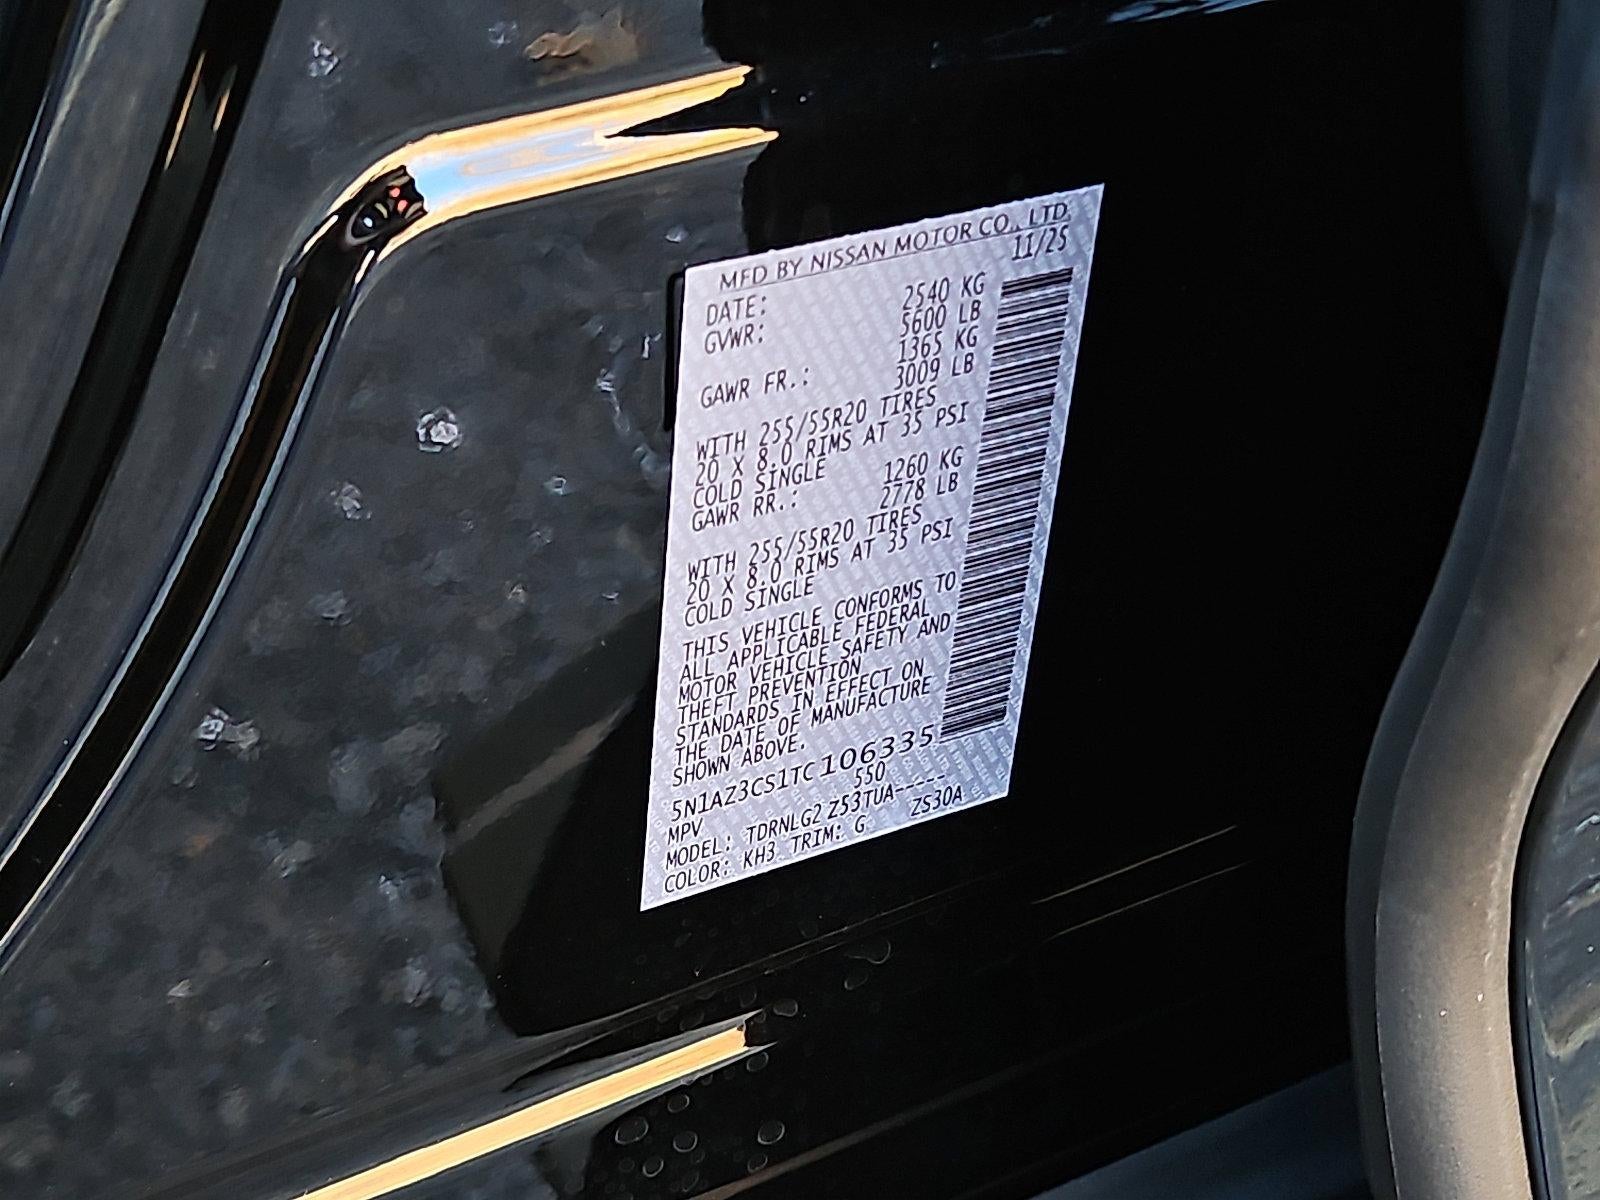 MFD BY NISSAN MOTOR CO., LTD.
DATE: 11/25
GVWR: 2540 KG
5600 LB
GAWR FR.: 1365 KG
3009 LB
WITH 255/55R20 TIRES
20 X 8.0 RIMS AT 35 PSI
COLD SINGLE
GAWR RR.: 1260 KG
2778 LB
WITH 255/55R20 TIRES
20 X 8.0 RIMS AT 35 PSI
COLD SINGLE
THIS VEHICLE CONFORMS TO
ALL APPLICABLE FEDERAL
MOTOR VEHICLE SAFETY AND
THEFT PREVENTION
STANDARDS IN EFFECT ON
THE DATE OF MANUFACTURE
SHOWN ABOVE.
5N1AZ3CS1TC106335
MPV 550
MODEL: TDRNLG2 Z53TUA-----
COLOR: KH3 TRIM: G ZS30A